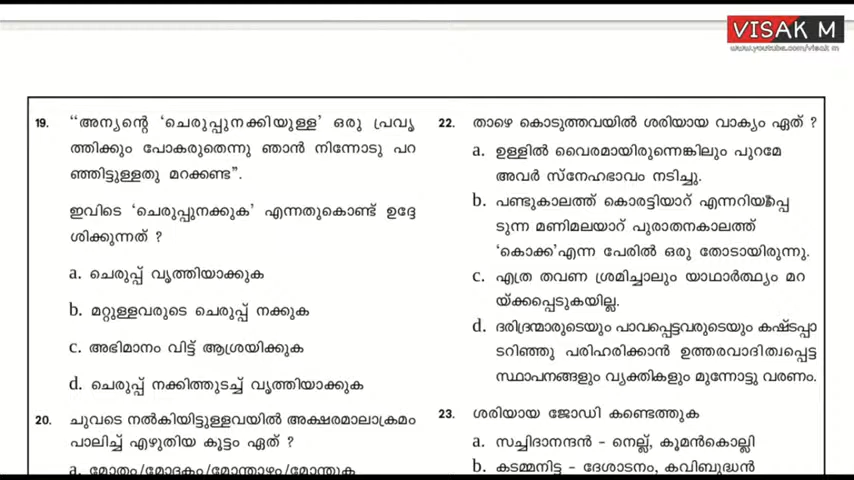 VISAK M
www.youtube.com/visak m
19. “അന്യന്റെ ‘ചെരുപ്പുനക്കിയുള്ള’ ഒരു പ്രവൃ
ത്തിക്കും പോകരുതെന്നു ഞാൻ നിന്നോടു പറ
ഞ്ഞിട്ടുള്ളതു മറക്കണ്ട”.
ഇവിടെ ‘ചെരുപ്പുനക്കുക’ എന്നതുകൊണ്ട് ഉദ്ദേ
ശിക്കുന്നത് ?
a. ചെരുപ്പ് വൃത്തിയാക്കുക
b. മറ്റുള്ളവരുടെ ചെരുപ്പ് നക്കുക
c. അഭിമാനം വിട്ട് ആശ്രയിക്കുക
d. ചെരുപ്പ് നക്കിത്തുടച്ച് വൃത്തിയാക്കുക
20. ചുവടെ നൽകിയിട്ടുള്ളവയിൽ അക്ഷരമാലാക്രമം
പാലിച്ച് എഴുതിയ കൂട്ടം ഏത് ?
a. മോതം/മോദകം/മോന്താഴം/മോന്തുക
22. താഴെ കൊടുത്തവയിൽ ശരിയായ വാക്യം ഏത് ?
a. ഉള്ളിൽ വൈരമായിരുന്നെങ്കിലും പുറമേ
അവർ സ്നേഹഭാവം നടിച്ചു.
b. പണ്ടുകാലത്ത് കൊരട്ടിയാറ് എന്നറിയപ്പെ
ടുന്ന മണിമലയാറ് പുരാതനകാലത്ത്
‘കൊക്ക’എന്ന പേരിൽ ഒരു തോടായിരുന്നു.
c. എത്ര തവണ ശ്രമിച്ചാലും യാഥാർത്ഥ്യം മറ
യ്ക്കപ്പെടുകയില്ല.
d. ദരിദ്രന്മാരുടെയും പാവപ്പെട്ടവരുടെയും കഷ്ടപ്പാ
ടറിഞ്ഞു പരിഹരിക്കാൻ ഉത്തരവാദിത്വപ്പെട്ട
സ്ഥാപനങ്ങളും വ്യക്തികളും മുന്നോട്ടു വരണം.
23. ശരിയായ ജോഡി കണ്ടെത്തുക
a. സച്ചിദാനന്ദൻ - നെല്ല്, കൂമൻകൊല്ലി
b. കടമ്മനിട്ട - ദേശാടനം, കവിബുദ്ധൻ